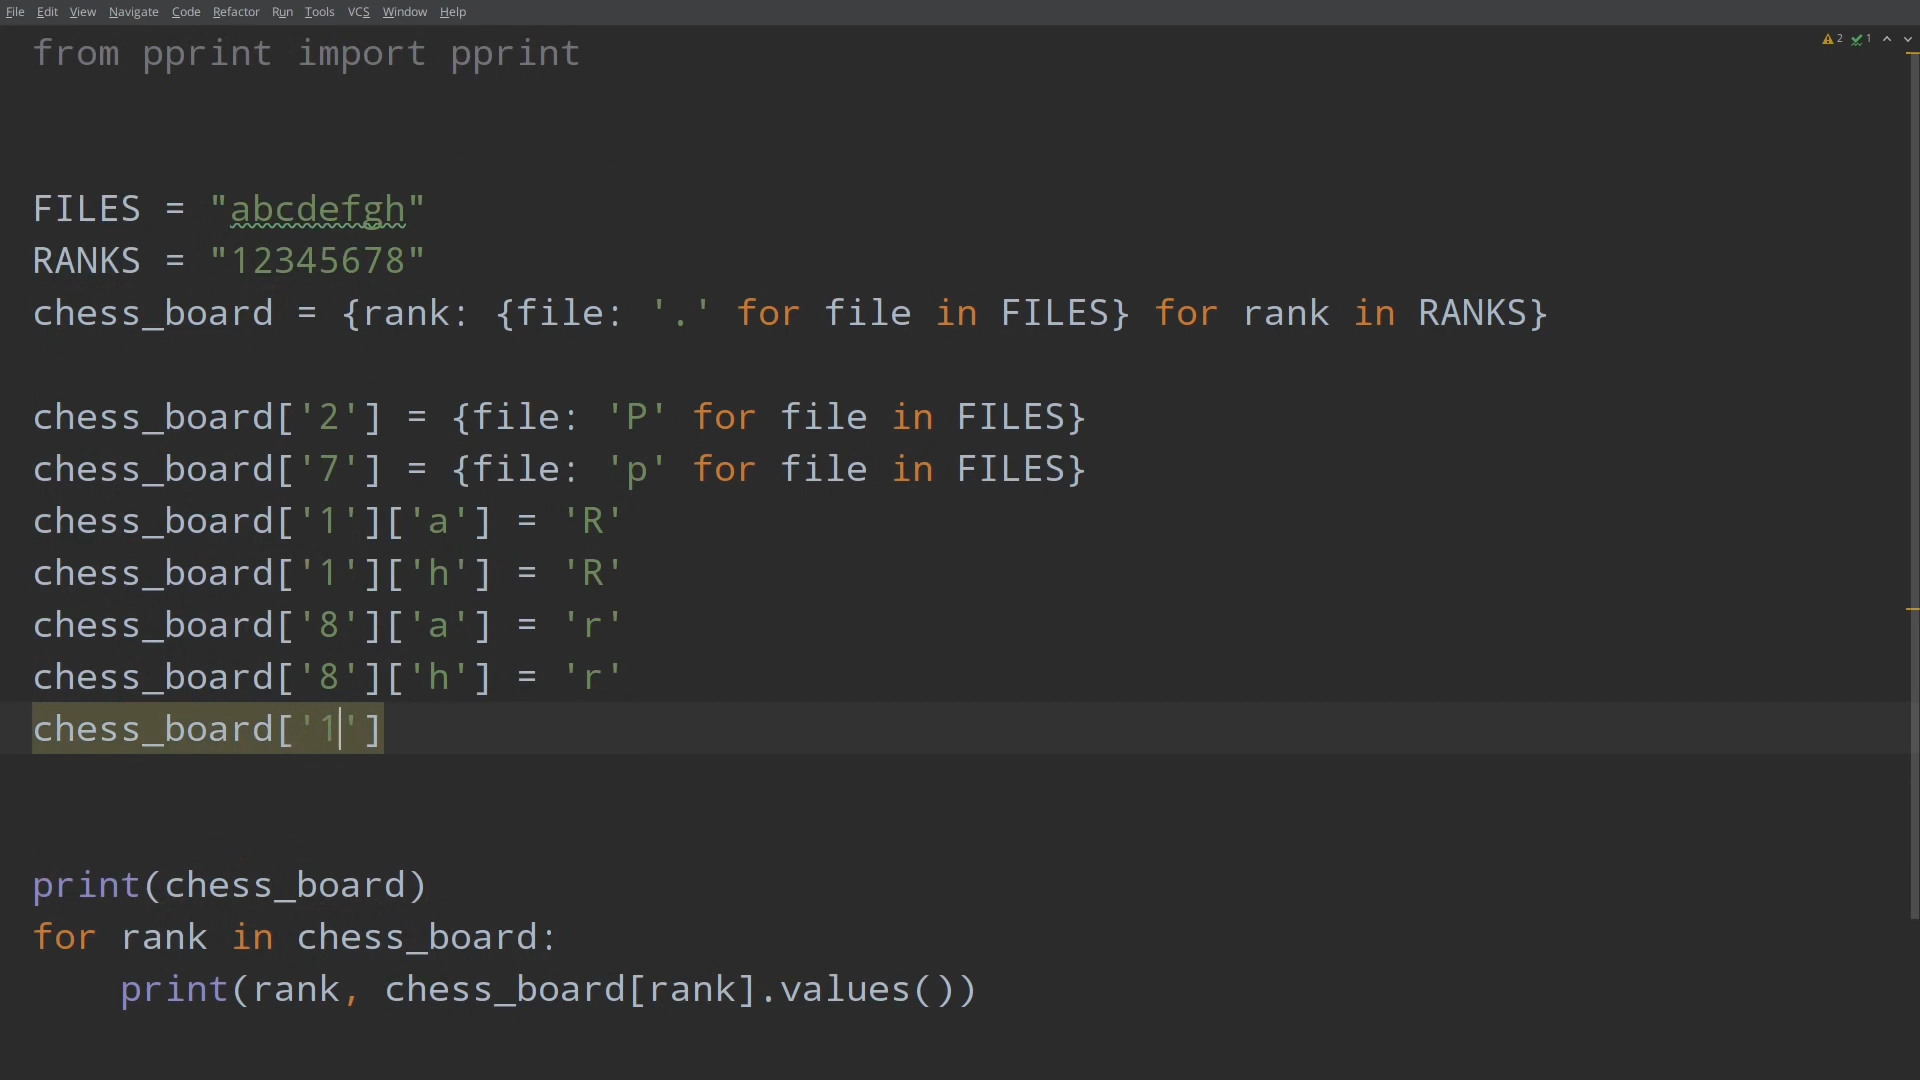 File Edit View Navigate Code Refactor Run Tools VCS Window Help
from pprint import pprint
2 1
FILES = "abcdefgh"
RANKS = "12345678"
chess_board = {rank: {file: '.' for file in FILES} for rank in RANKS}
chess_board['2'] = {file: 'P' for file in FILES}
chess_board['7'] = {file: 'p' for file in FILES}
chess_board['1']['a'] = 'R'
chess_board['1']['h'] = 'R'
chess_board['8']['a'] = 'r'
chess_board['8']['h'] = 'r'
chess_board['1']
print(chess_board)
for rank in chess_board:
print(rank, chess_board[rank].values())